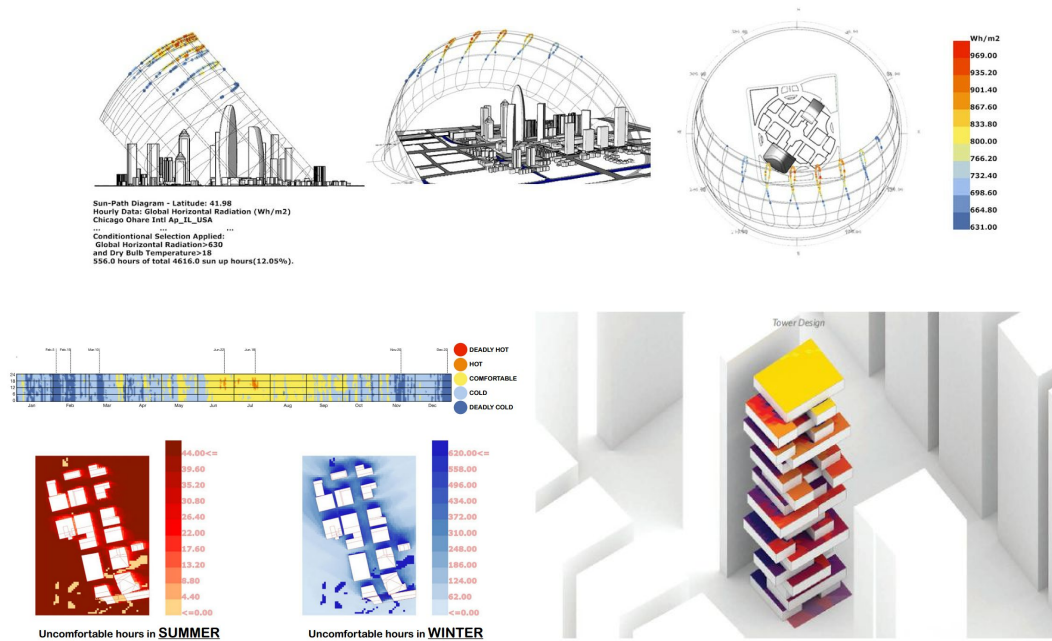 Wh/m2
969.00
935.20
901.40
867.60
833.80
800.00
766.20
732.40
698.60
664.80
631.00
Sun-Path Diagram - Latitude: 41.98
Hourly Data: Global Horizontal Radiation (Wh/m2)
Chicago Ohare Intl Ap_IL_USA
... ... ...
Conditiontional Selection Applied:
Global Horizontal Radiation>630
and Dry Bulb Temperature>18
556.0 hours of total 4616.0 sun up hours(12.05%).
DEADLY HOT
HOT
COMFORTABLE
COLD
DEADLY COLD
24
18
12
6
0
Jan Feb Mar Apr May Jun Jul Aug Sep Oct Nov Dec
Tower Design
44.00<=
39.60
35.20
30.80
26.40
22.00
17.60
13.20
8.80
4.40
<=0.00
Uncomfortable hours in SUMMER
620.00<=
558.00
496.00
434.00
372.00
310.00
248.00
186.00
124.00
62.00
<=0.00
Uncomfortable hours in WINTER